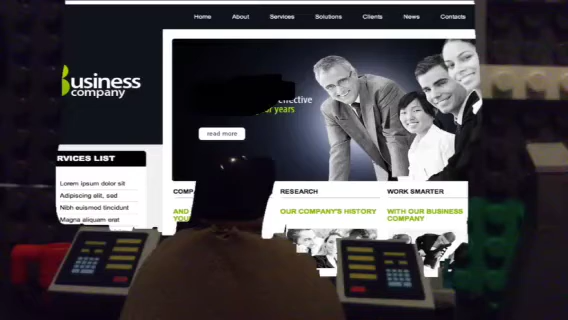 Home About Services Solutions Clients News Contacts
Business
company
effective
years
read more
RVICES LIST
Lorem ipsum dolor sit
Adipiscing elit, sed
Nibh euismod tincidunt
Magna aliquam erat
COMP
AND
YOU
RESEARCH
OUR COMPANY'S HISTORY
WORK SMARTER
WITH OUR BUSINESS
COMPANY